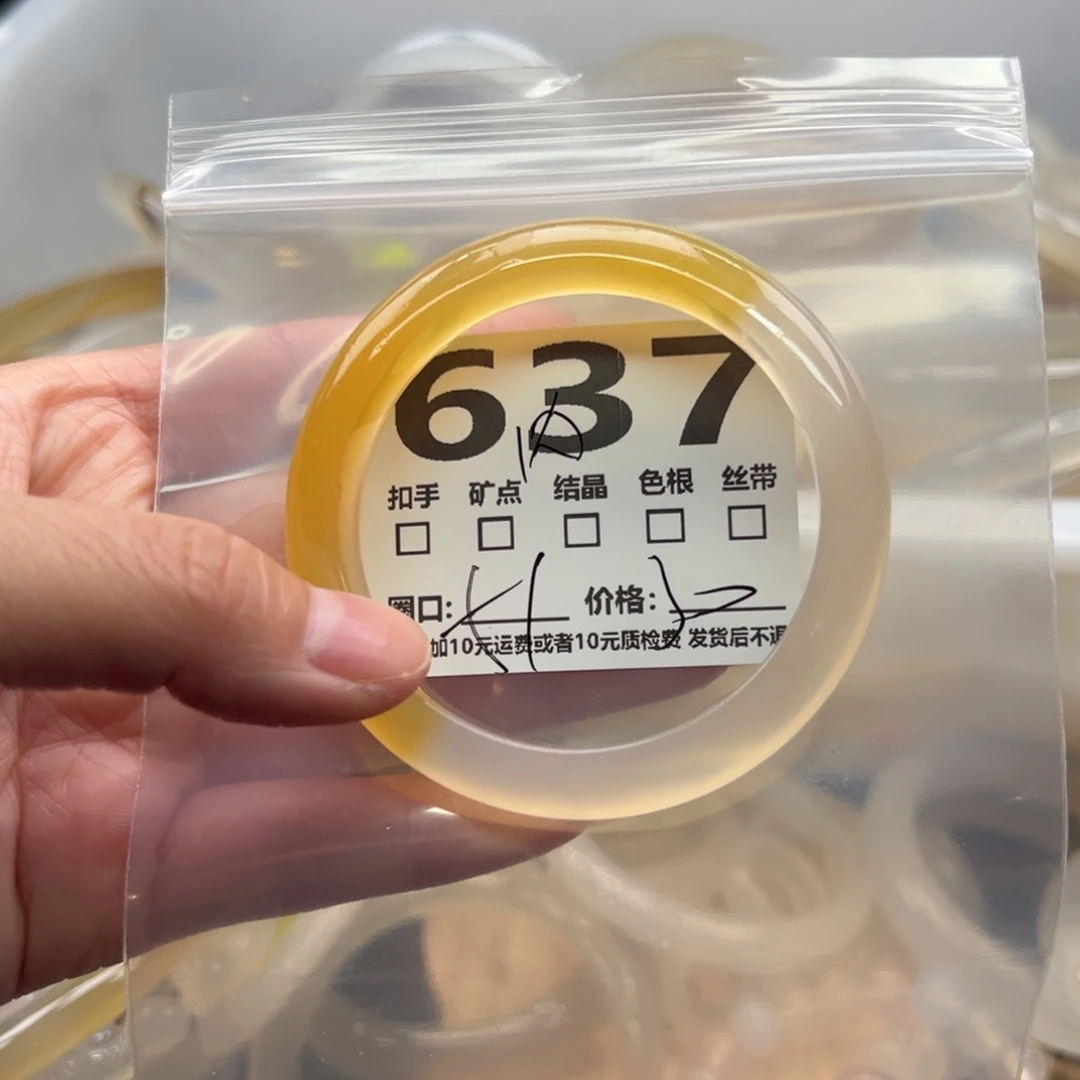 637
扣手 矿点 结晶 色根 丝带
圈口: 价格:
加10元运费或者10元质检费 发货后不退